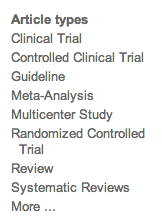 Article types
Clinical Trial
Controlled Clinical Trial
Guideline
Meta-Analysis
Multicenter Study
Randomized Controlled
Trial
Review
Systematic Reviews
More ...